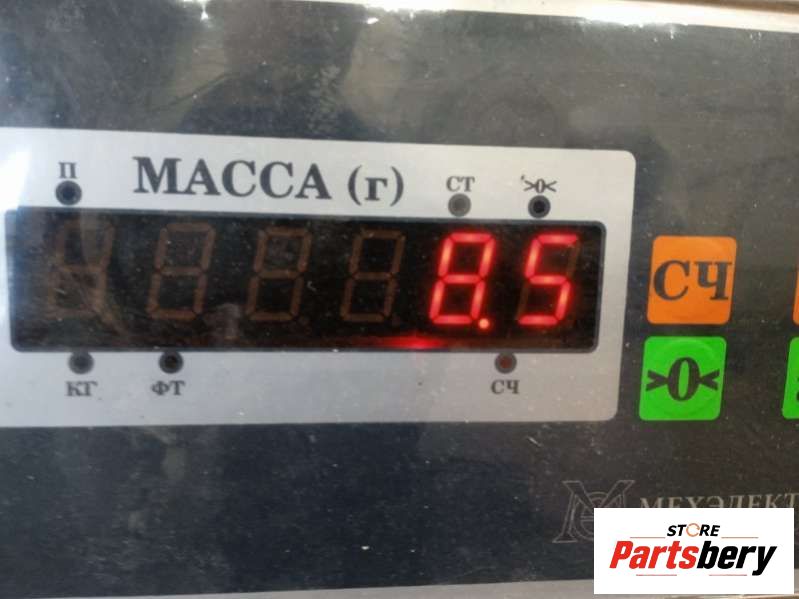 П
МАССА (г)
СТ
>0<
8.5
КГ
ФТ
СЧ
СЧ
>0<
STORE
Partsbery